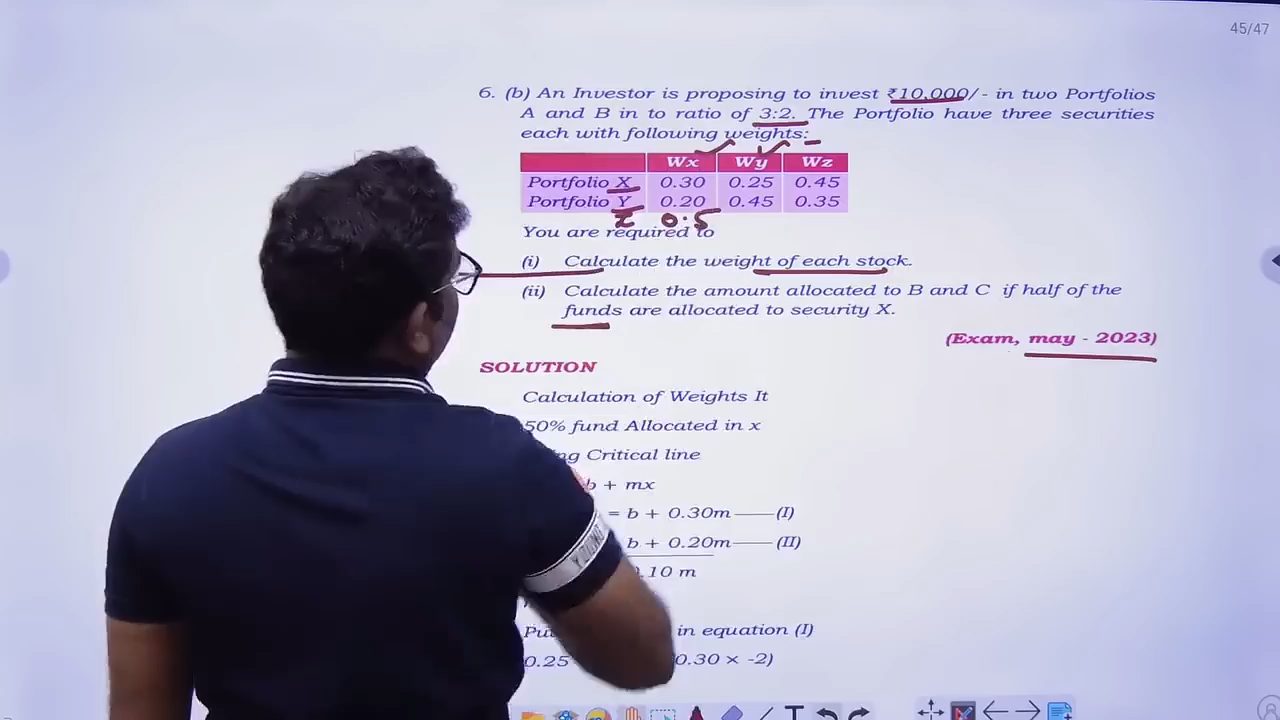 45/47
6. (b) An Investor is proposing to invest ₹10,000/- in two Portfolios
A and B in to ratio of 3:2. The Portfolio have three securities
each with following weights:
Wx Wy Wz
Portfolio X 0.30 0.25 0.45
Portfolio Y 0.20 0.45 0.35
z 0.5
You are required to
(i) Calculate the weight of each stock.
(ii) Calculate the amount allocated to B and C if half of the
funds are allocated to security X.
(Exam, may - 2023)
SOLUTION
Calculation of Weights It
50% fund Allocated in x
Critical line
b + mx
= b + 0.30m (I)
b + 0.20m (II)
.10 m
in equation (I)
0.25 0.30 × -2)